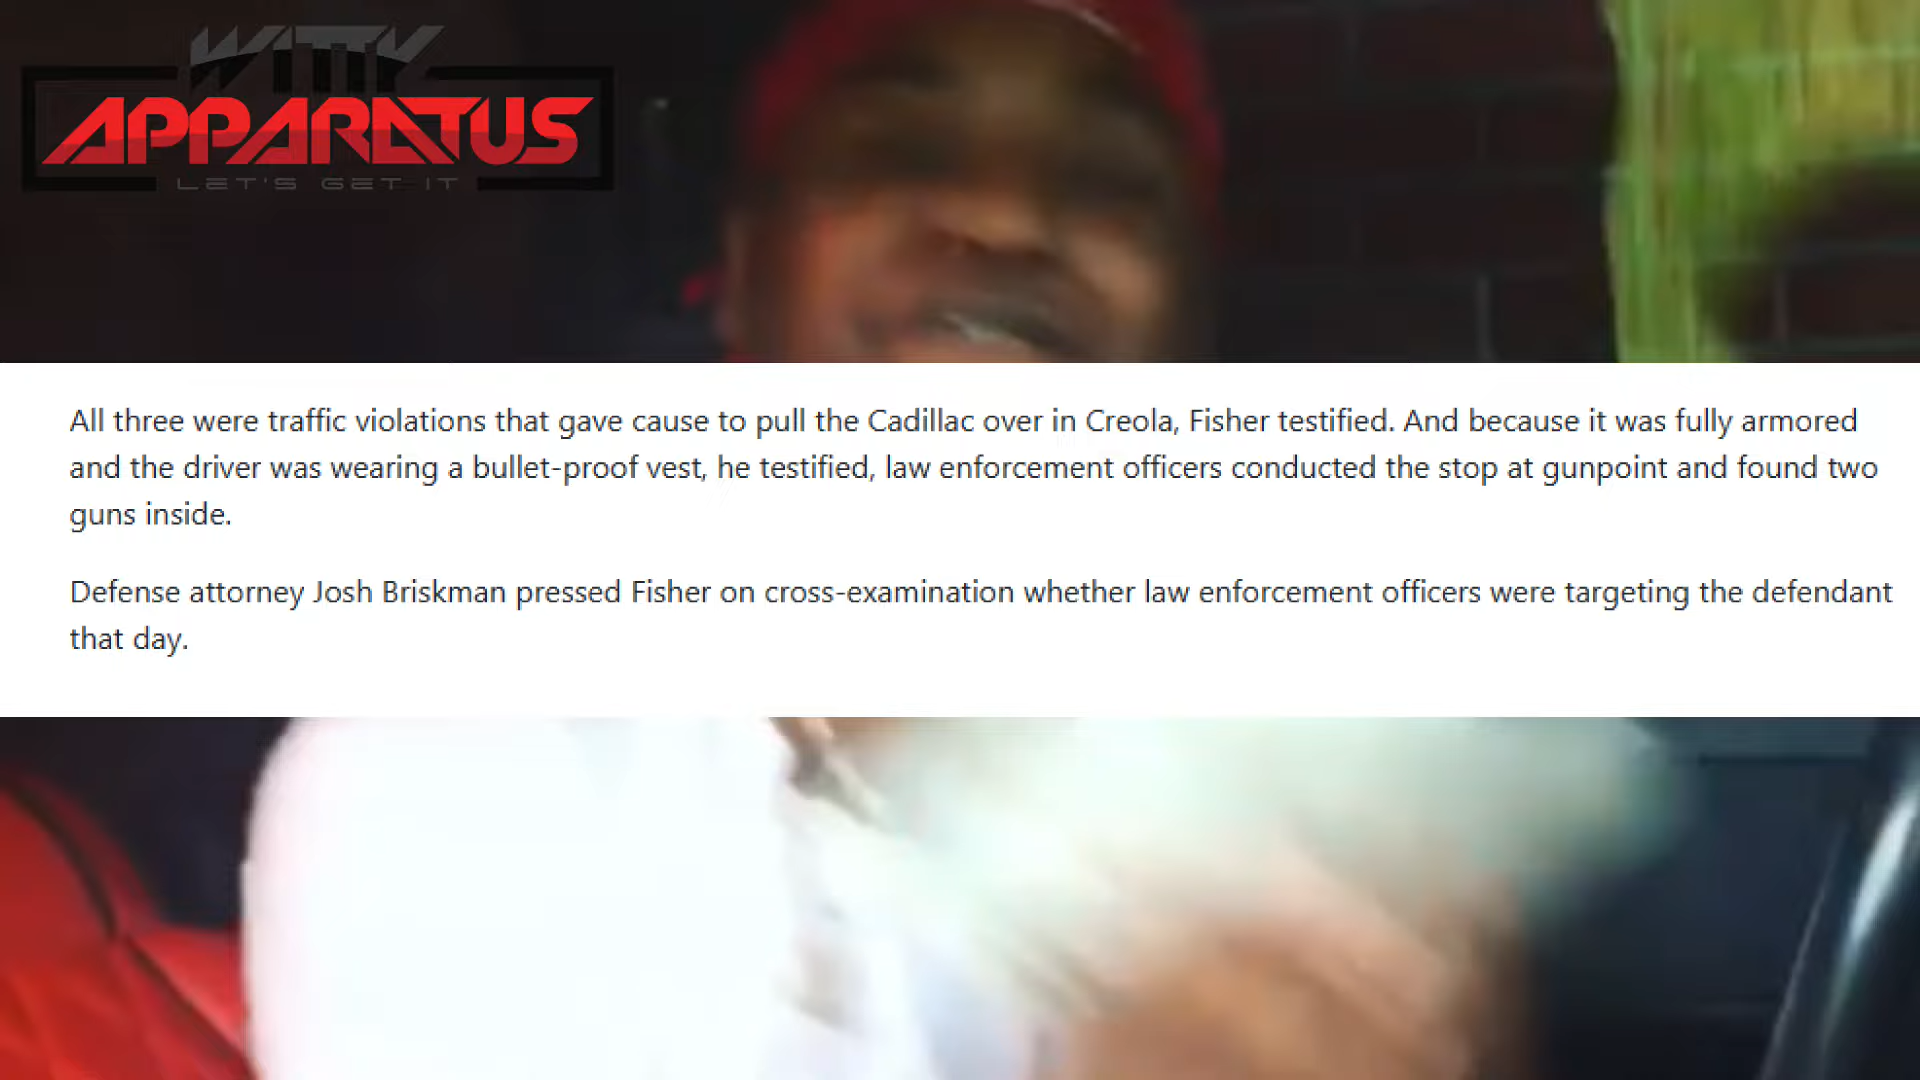 WITTY
APPARATUS
LET'S GET IT
All three were traffic violations that gave cause to pull the Cadillac over in Creola, Fisher testified. And because it was fully armored
and the driver was wearing a bullet-proof vest, he testified, law enforcement officers conducted the stop at gunpoint and found two
guns inside.
Defense attorney Josh Briskman pressed Fisher on cross-examination whether law enforcement officers were targeting the defendant
that day.